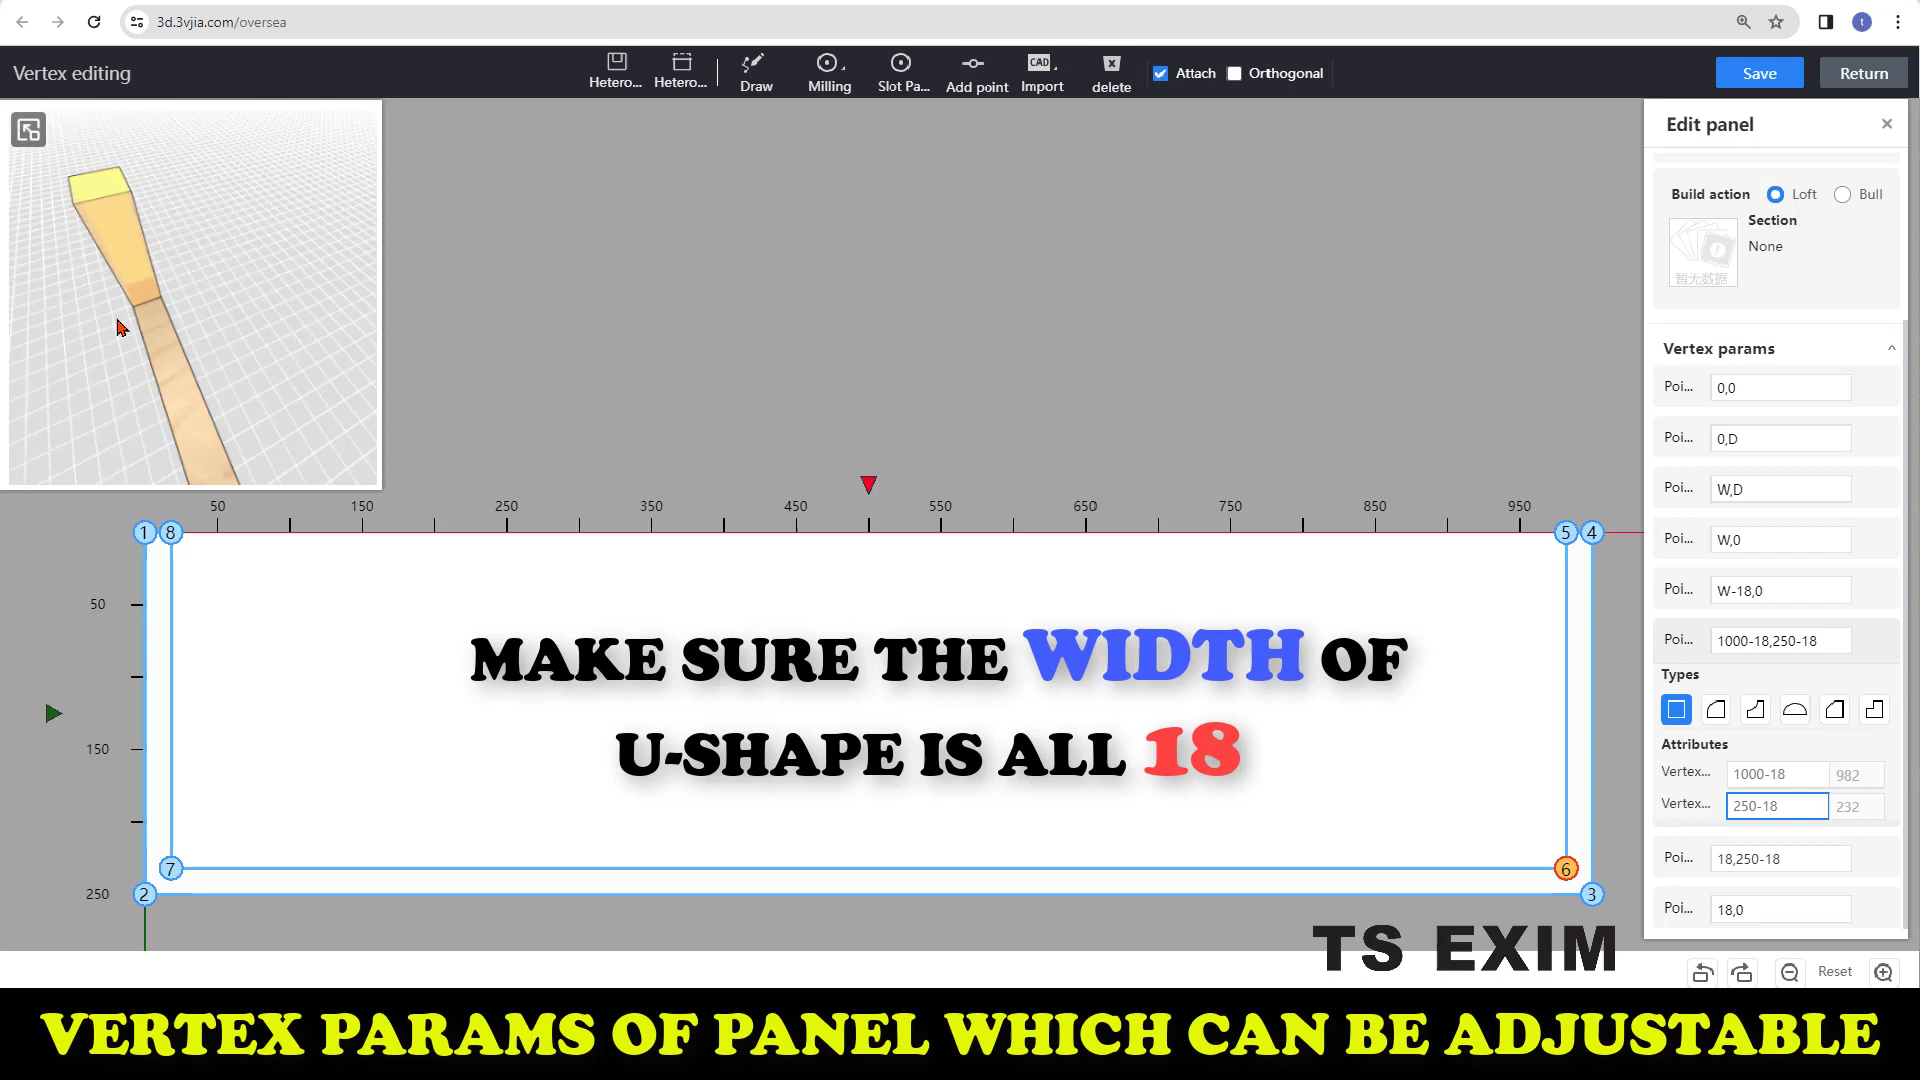 3d.3vjia.com/oversea
t
Vertex editing
Hetero...
Hetero...
Draw
Milling
Slot Pa...
Add point
CAD
Import
delete
Attach
Orthogonal
Save
Return
Edit panel
Build action
Loft
Bull
Section
None
暂无数据
Vertex params
Poi... 0,0
Poi... 0,D
Poi... W,D
Poi... W,0
Poi... W-18,0
Poi... 1000-18,250-18
Types
Attributes
Vertex... 1000-18 982
Vertex... 250-18 232
Poi... 18,250-18
Poi... 18,0
50 150 250 350 450 550 650 750 850 950
1 8 5 4
50
MAKE SURE THE WIDTH OF
U-SHAPE IS ALL 18
150
7 6
250 2 3
TS EXIM
Reset
VERTEX PARAMS OF PANEL WHICH CAN BE ADJUSTABLE